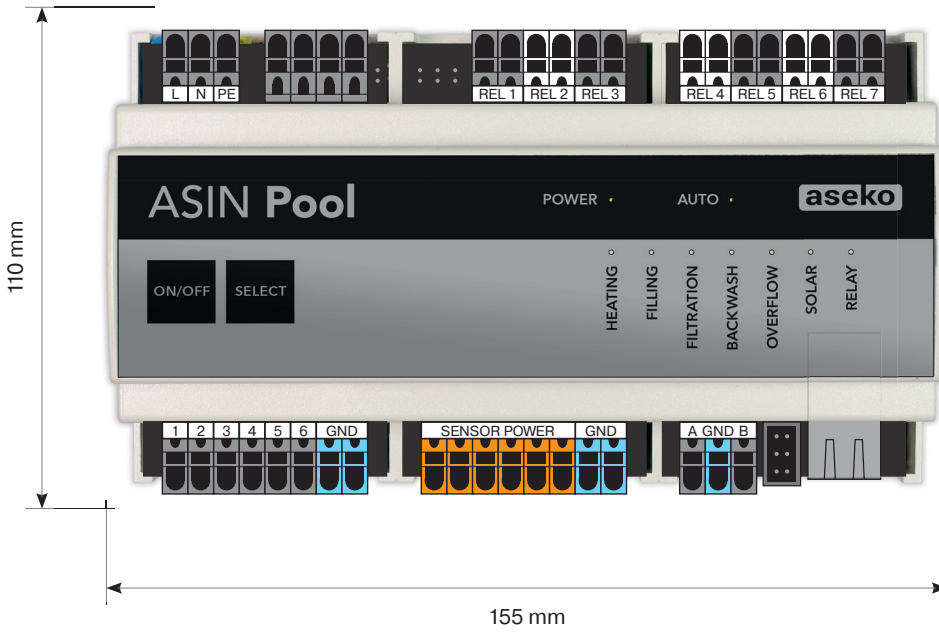 L N PE
REL 1 REL 2 REL 3
REL 4 REL 5 REL 6 REL 7
ASIN Pool
POWER
AUTO
aseko
ON/OFF
SELECT
HEATING
FILLING
FILTRATION
BACKWASH
OVERFLOW
SOLAR
RELAY
110 mm
1 2 3 4 5 6 GND
SENSOR POWER GND
A GND B
155 mm